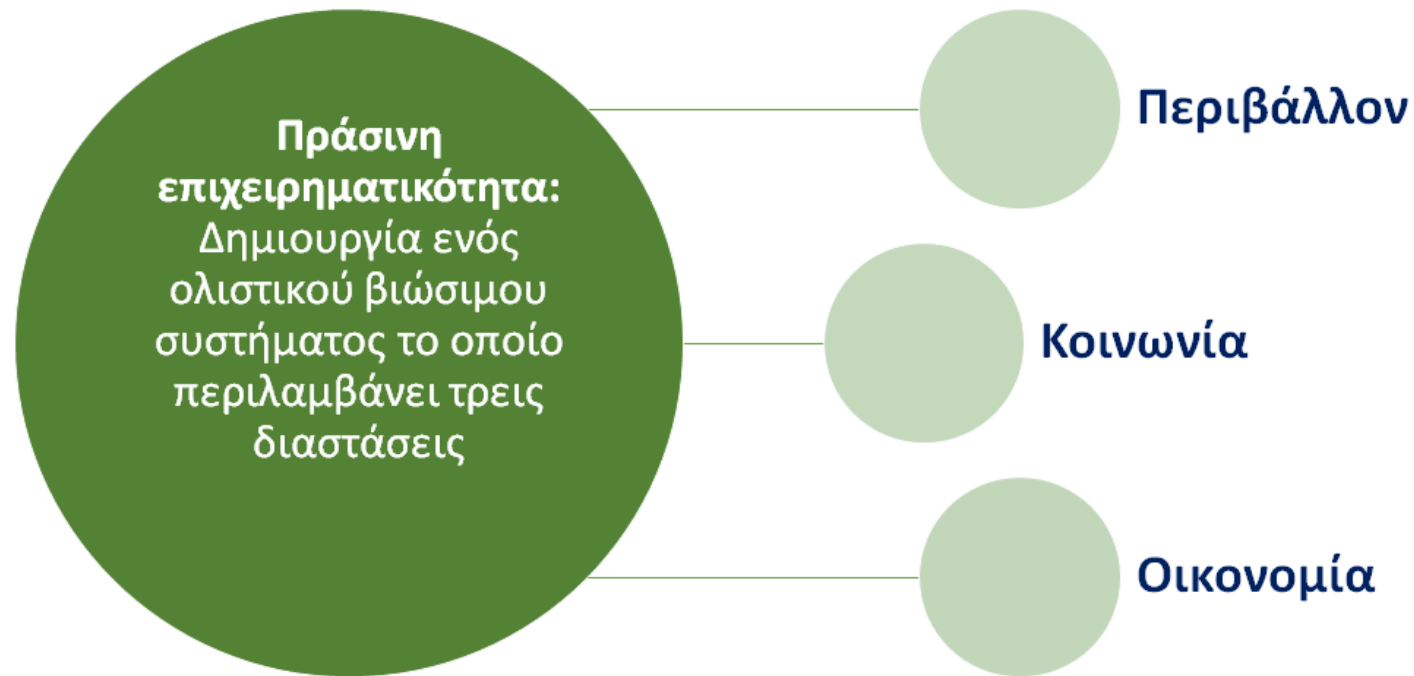 Πράσινη
επιχειρηματικότητα:
Δημιουργία ενός
ολιστικού βιώσιμου
συστήματος το οποίο
περιλαμβάνει τρεις
διαστάσεις
Περιβάλλον
Κοινωνία
Οικονομία